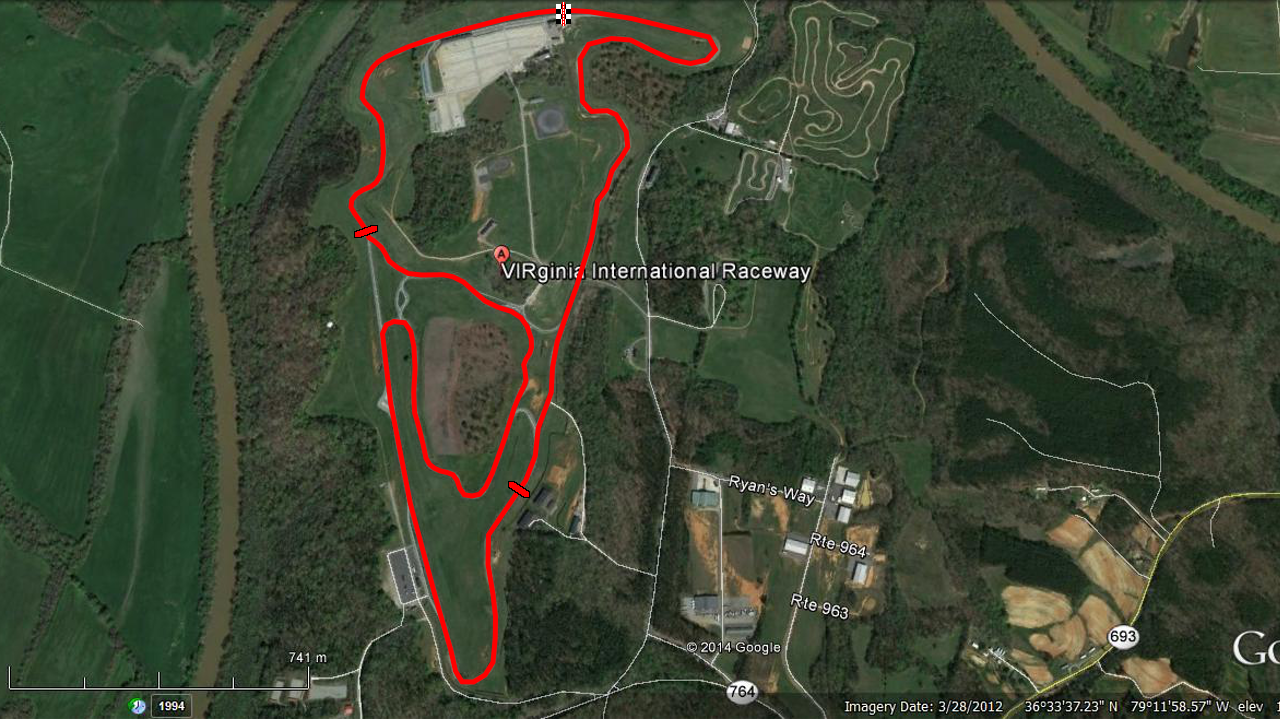 A
VIRginia International Raceway
Ryan's Way
Rte 964
Rte 963
693
© 2014 Google
Go
741 m
764
1994
Imagery Date: 3/28/2012 36°33'37.23" N 79°11'58.57" W elev